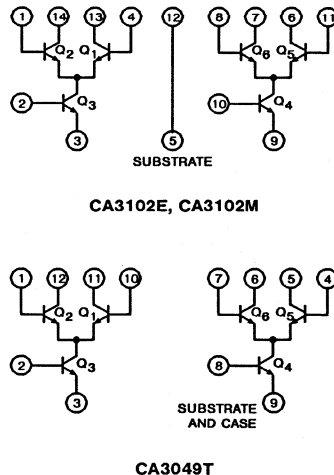 1 14 13 4 12 8 7 6 11
Q2 Q1 Q6 Q5
2 Q3 10 Q4
3 5 9
SUBSTRATE
CA3102E, CA3102M
1 12 11 10 7 6 5 4
Q2 Q1 Q6 Q5
2 Q3 8 Q4
3 SUBSTRATE 9
AND CASE
CA3049T